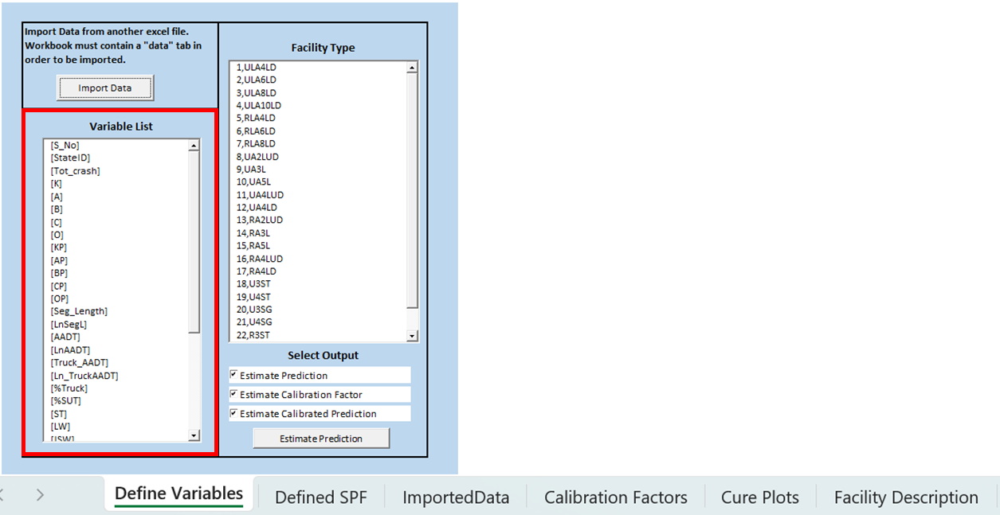 Import Data from another excel file.
Workbook must contain a "data" tab in
order to be imported.
Import Data
Variable List
[S_No]
[StateID]
[Tot_crash]
[K]
[A]
[B]
[C]
[O]
[KP]
[AP]
[BP]
[CP]
[OP]
[Seg_Length]
[LnSegL]
[AADT]
[LnAADT]
[Truck_AADT]
[Ln_TruckAADT]
[%Truck]
[%SUT]
[ST]
[LW]
[ISW]
Facility Type
1,ULA4LD
2,ULA6LD
3,ULA8LD
4,ULA10LD
5,RLA4LD
6,RLA6LD
7,RLA8LD
8,UA2LUD
9,UA3L
10,UA5L
11,UA4LUD
12,UA4LD
13,RA2LUD
14,RA3L
15,RA5L
16,RA4LUD
17,RA4LD
18,U3ST
19,U4ST
20,U3SG
21,U4SG
22,R3ST
Select Output
Estimate Prediction
Estimate Calibration Factor
Estimate Calibrated Prediction
Estimate Prediction
Define Variables Defined SPF ImportedData Calibration Factors Cure Plots Facility Description